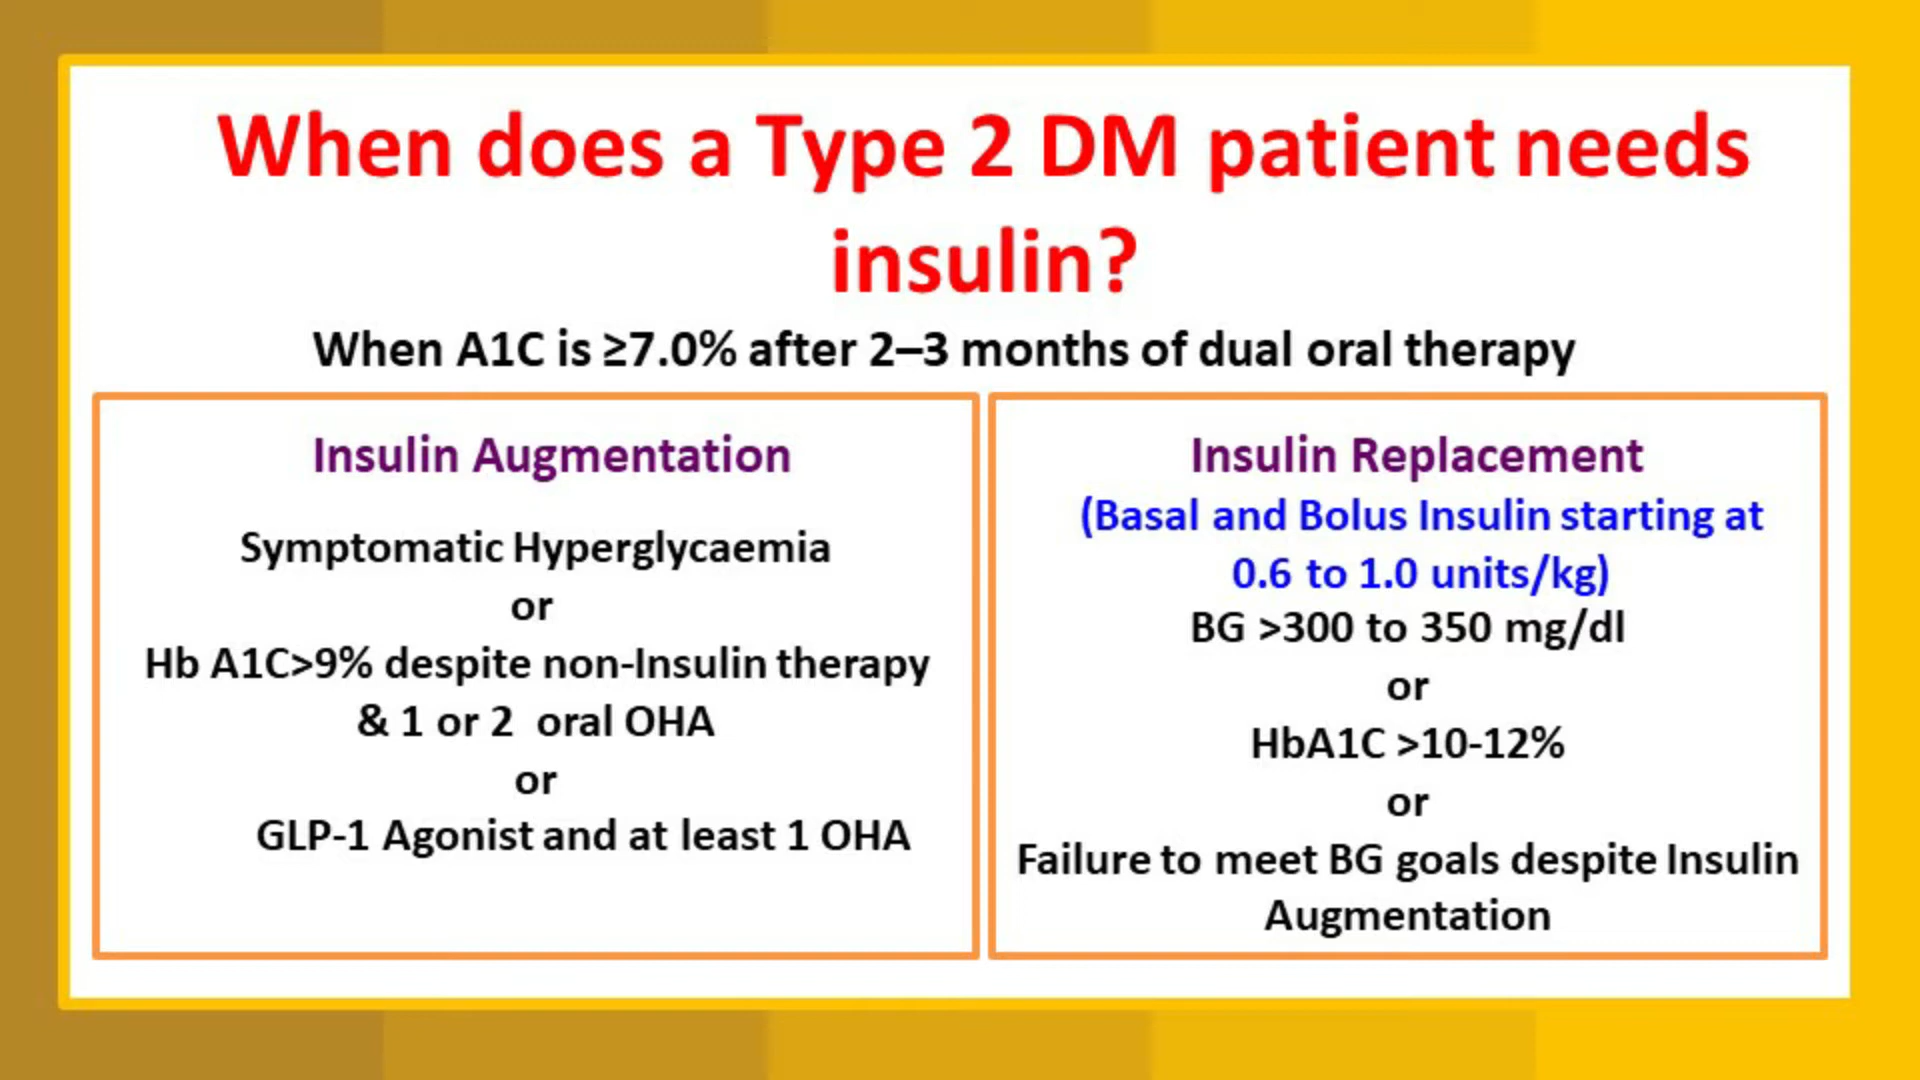 When does a Type 2 DM patient needs
insulin?
When A1C is ≥7.0% after 2–3 months of dual oral therapy
Insulin Augmentation
Symptomatic Hyperglycaemia
or
Hb A1C>9% despite non-Insulin therapy
& 1 or 2 oral OHA
or
GLP-1 Agonist and at least 1 OHA
Insulin Replacement
(Basal and Bolus Insulin starting at
0.6 to 1.0 units/kg)
BG >300 to 350 mg/dl
or
HbA1C >10-12%
or
Failure to meet BG goals despite Insulin
Augmentation